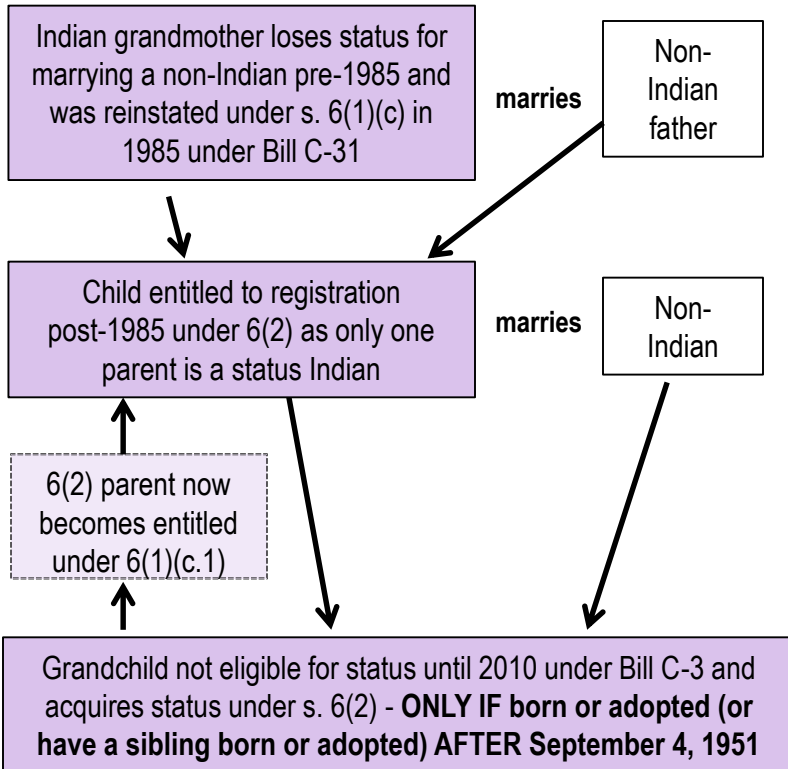 Indian grandmother loses status for
marrying a non-Indian pre-1985 and
was reinstated under s. 6(1)(c) in
1985 under Bill C-31
marries
Non-
Indian
father
Child entitled to registration
post-1985 under 6(2) as only one
parent is a status Indian
marries
Non-
Indian
6(2) parent now
becomes entitled
under 6(1)(c.1)
Grandchild not eligible for status until 2010 under Bill C-3 and
acquires status under s. 6(2) - ONLY IF born or adopted (or
have a sibling born or adopted) AFTER September 4, 1951